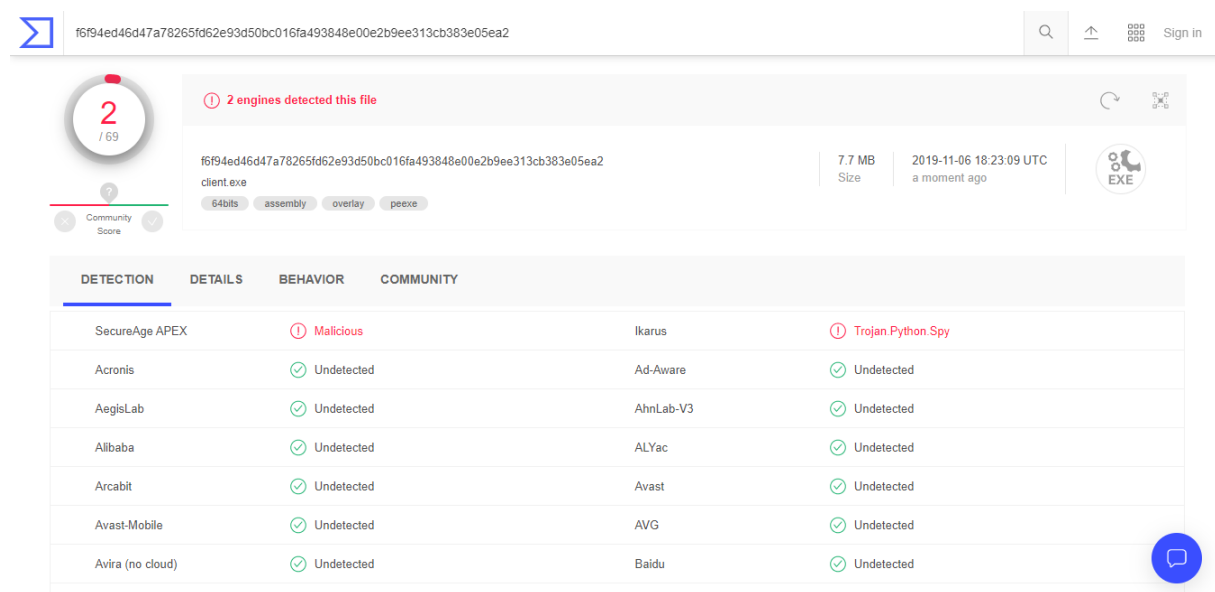 f6f94ed46d47a78265fd62e93d50bc016fa493848e00e2b9ee313cb383e05ea2 Sign in
2
/ 69
2 engines detected this file
f6f94ed46d47a78265fd62e93d50bc016fa493848e00e2b9ee313cb383e05ea2
client.exe
64bits assembly overlay peexe
7.7 MB
Size
2019-11-06 18:23:09 UTC
a moment ago
EXE
?
Community
Score
DETECTION DETAILS BEHAVIOR COMMUNITY
SecureAge APEX Malicious Ikarus Trojan.Python.Spy
Acronis Undetected Ad-Aware Undetected
AegisLab Undetected AhnLab-V3 Undetected
Alibaba Undetected ALYac Undetected
Arcabit Undetected Avast Undetected
Avast-Mobile Undetected AVG Undetected
Avira (no cloud) Undetected Baidu Undetected